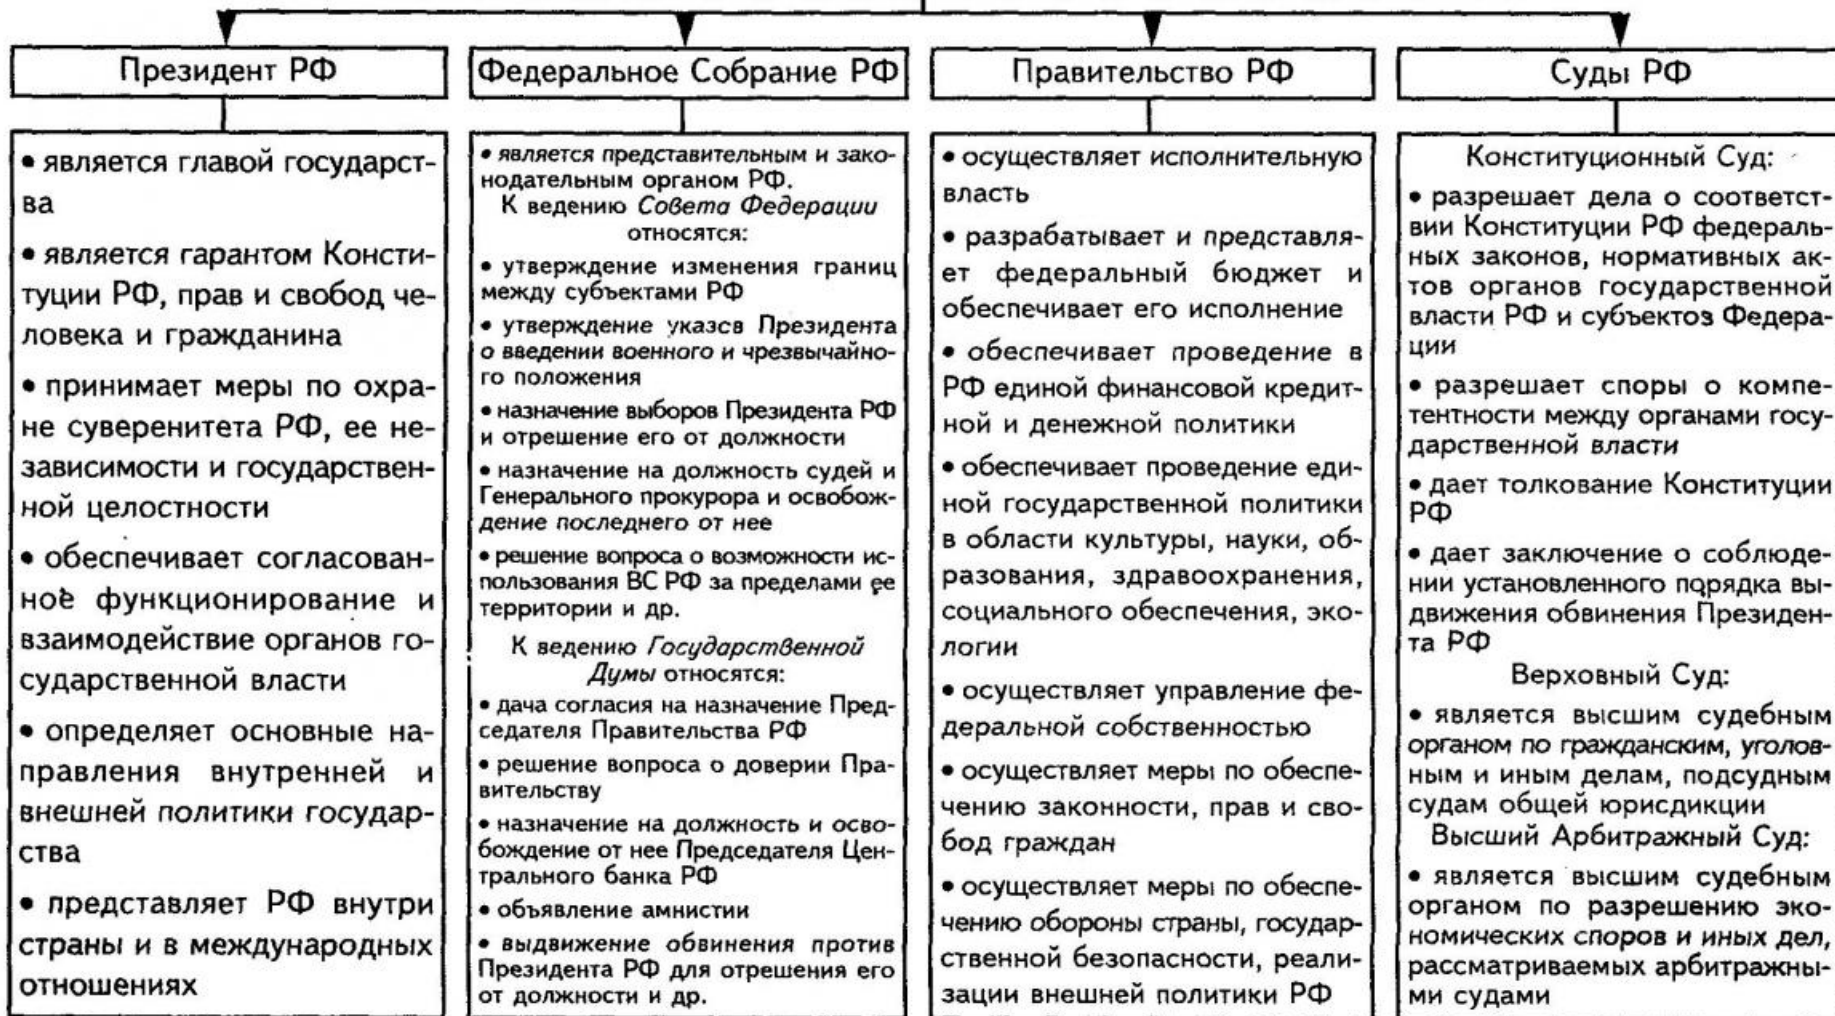 Президент РФ
• является главой государст-
ва
• является гарантом Консти-
туции РФ, прав и свобод че-
ловека и гражданина
• принимает меры по охра-
не суверенитета РФ, ее не-
зависимости и государствен-
ной целостности
• обеспечивает согласован-
ное функционирование и
взаимодействие органов го-
сударственной власти
• определяет основные на-
правления внутренней и
внешней политики государ-
ства
• представляет РФ внутри
страны и в международных
отношениях
Федеральное Собрание РФ
• является представительным и зако-
нодательным органом РФ.
К ведению Совета Федерации
относятся:
• утверждение изменения границ
между субъектами РФ
• утверждение указсв Президента
о введении военного и чрезвычайно-
го положения
• назначение выборов Президента РФ
и отрешение его от должности
• назначение на должность судей и
Генерального прокурора и освобож-
дение последнего от нее
• решение вопроса о возможности ис-
пользования ВС РФ за пределами ее
территории и др.
К ведению Государственной
Думы относятся:
• дача согласия на назначение Пред-
седателя Правительства РФ
• решение вопроса о доверии Пра-
вительству
• назначение на должность и осво-
бождение от нее Председателя Цен-
трального банка РФ
• объявление амнистии
• выдвижение обвинения против
Президента РФ для отрешения его
от должности и др.
Правительство РФ
• осуществляет исполнительную
власть
• разрабатывает и представля-
ет федеральный бюджет и
обеспечивает его исполнение
• обеспечивает проведение в
РФ единой финансовой кредит-
ной и денежной политики
• обеспечивает проведение еди-
ной государственной политики
в области культуры, науки, об-
разования, здравоохранения,
социального обеспечения, эко-
логии
• осуществляет управление фе-
деральной собственностью
• осуществляет меры по обеспе-
чению законности, прав и сво-
бод граждан
• осуществляет меры по обеспе-
чению обороны страны, государ-
ственной безопасности, реали-
зации внешней политики РФ
Суды РФ
Конституционный Суд:
• разрешает дела о соответст-
вии Конституции РФ федераль-
ных законов, нормативных ак-
тов органов государственной
власти РФ и субъектоз Федера-
ции
• разрешает споры о компе-
тентности между органами госу-
дарственной власти
• дает толкование Конституции
РФ
• дает заключение о соблюде-
нии установленного порядка вы-
движения обвинения Президен-
та РФ
Верховный Суд:
• является высшим судебным
органом по гражданским, уголов-
ным и иным делам, подсудным
судам общей юрисдикции
Высший Арбитражный Суд:
• является высшим судебным
органом по разрешению эко-
номических споров и иных дел,
рассматриваемых арбитражны-
ми судами